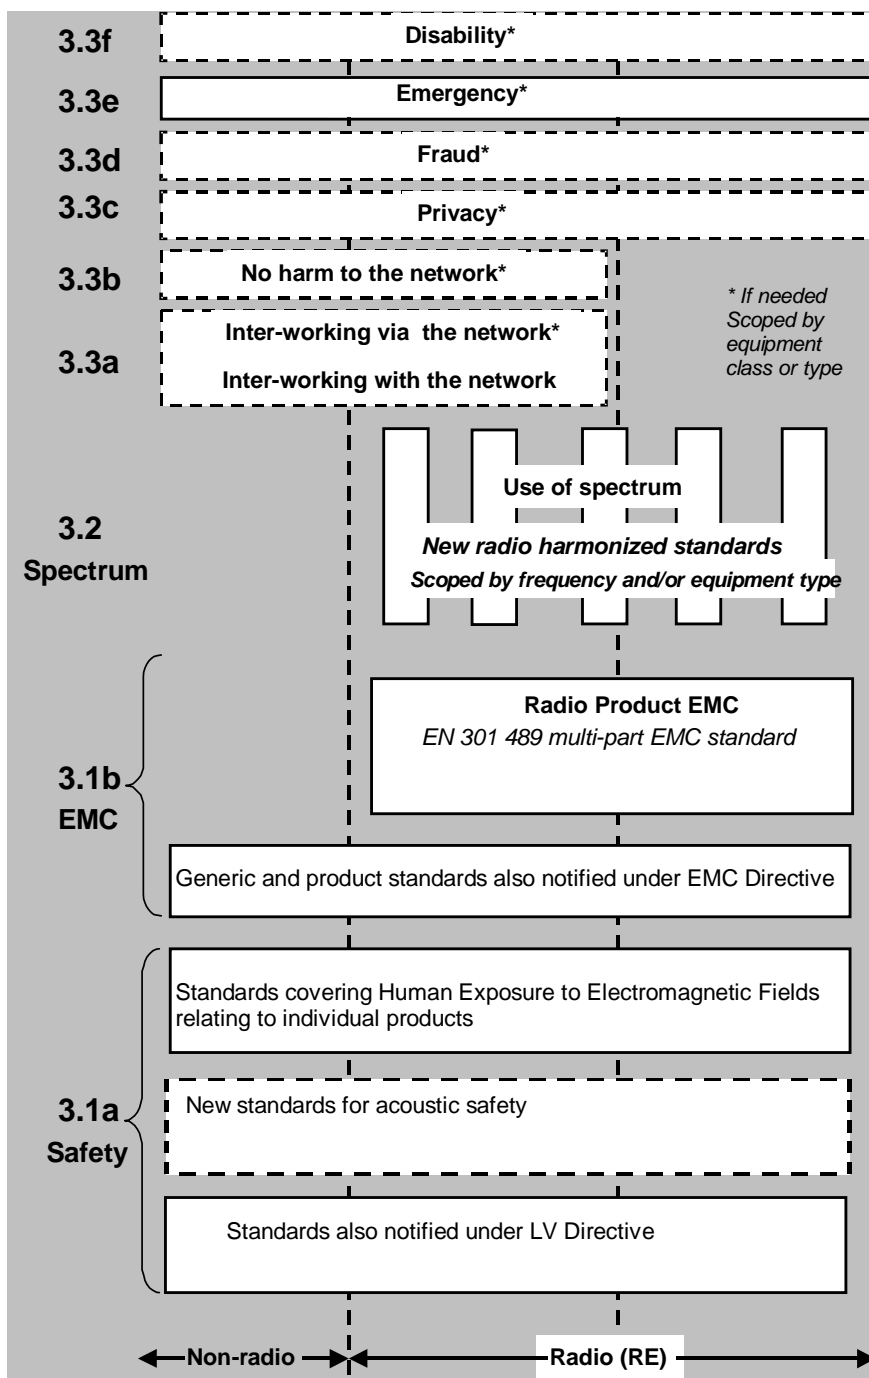 3.3f
Disability*
3.3e
Emergency*
3.3d
Fraud*
3.3c
Privacy*
3.3b
No harm to the network*
3.3a
Inter-working via the network*
Inter-working with the network
* If needed
Scoped by
equipment
class or type
3.2
Spectrum
Use of spectrum
New radio harmonized standards
Scoped by frequency and/or equipment type
3.1b
EMC
Radio Product EMC
EN 301 489 multi-part EMC standard
Generic and product standards also notified under EMC Directive
3.1a
Safety
Standards covering Human Exposure to Electromagnetic Fields
relating to individual products
New standards for acoustic safety
Standards also notified under LV Directive
Non-radio
Radio (RE)